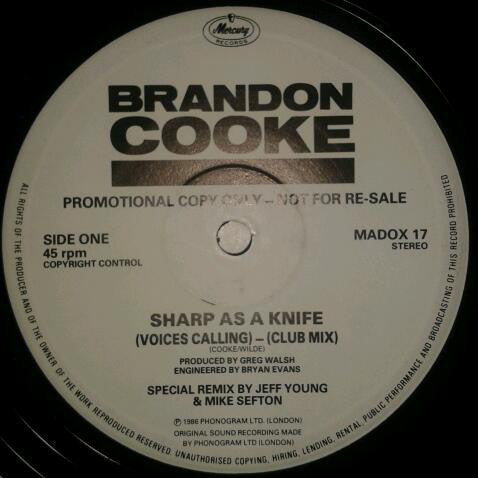 Mercury
RECORDS
BRANDON
COOKE
PROMOTIONAL COPY ONLY – NOT FOR RE-SALE
SIDE ONE
45 rpm
COPYRIGHT CONTROL
MADOX 17
STEREO
SHARP AS A KNIFE
(VOICES CALLING) – (CLUB MIX)
(COOKE/WILDE)
PRODUCED BY GREG WALSH
ENGINEERED BY BRYAN EVANS
SPECIAL REMIX BY JEFF YOUNG
& MIKE SEFTON
℗ 1986 PHONOGRAM LTD. (LONDON)
ORIGINAL SOUND RECORDING MADE
BY PHONOGRAM LTD (LONDON)
ALL RIGHTS OF THE PRODUCER AND OF THE OWNER OF THE WORK REPRODUCED RESERVED. UNAUTHORISED COPYING, HIRING, LENDING, RENTAL, PUBLIC PERFORMANCE AND BROADCASTING OF THIS RECORD PROHIBITED.